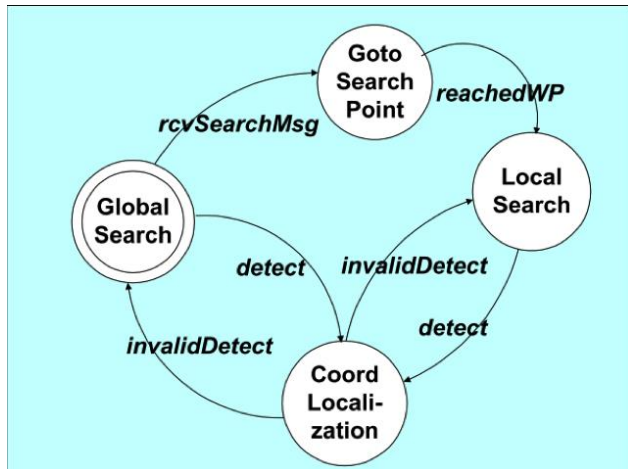 Goto
Search
Point
reachedWP
rcvSearchMsg
Local
Search
Global
Search
detect
invalidDetect
detect
invalidDetect
Coord
Locali-
zation